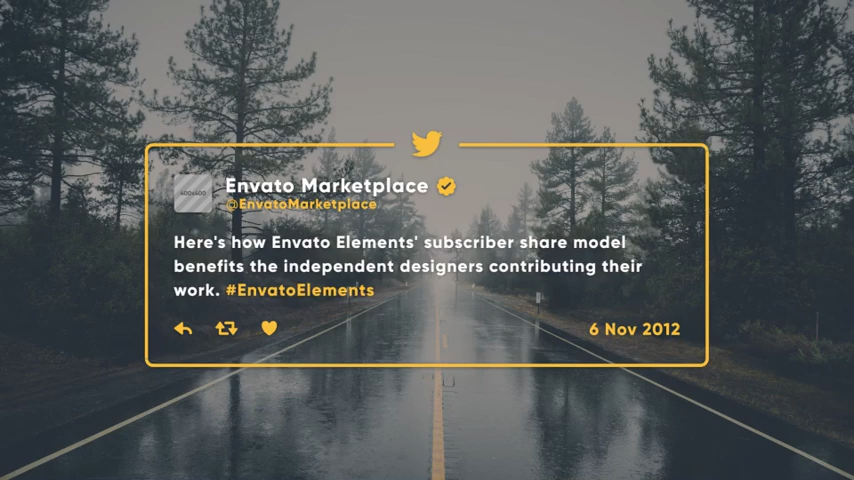 400x400
Envato Marketplace
@EnvatoMarketplace
Here's how Envato Elements' subscriber share model
benefits the independent designers contributing their
work. #EnvatoElements
6 Nov 2012